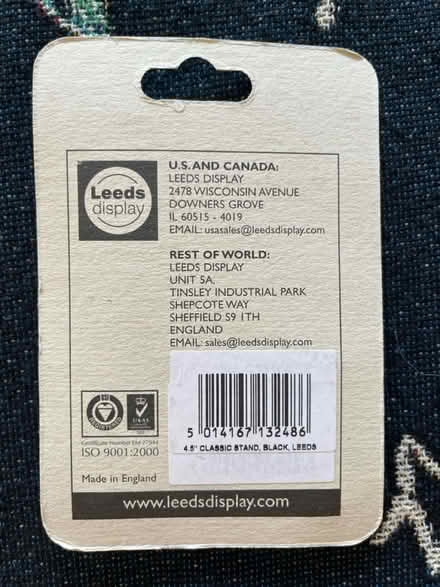 Leeds
display
U.S. AND CANADA:
LEEDS DISPLAY
2478 WISCONSIN AVENUE
DOWNERS GROVE
IL 60515 - 4019
EMAIL: usasales@leedsdisplay.com
REST OF WORLD:
LEEDS DISPLAY
UNIT 5A,
TINSLEY INDUSTRIAL PARK
SHEPCOTE WAY
SHEFFIELD S9 1TH
ENGLAND
EMAIL: sales@leedsdisplay.com
UKAS
ISO 9001:2000
Made in England
5 014167 132486
4.5" CLASSIC STAND, BLACK, LEEDS
www.leedsdisplay.com